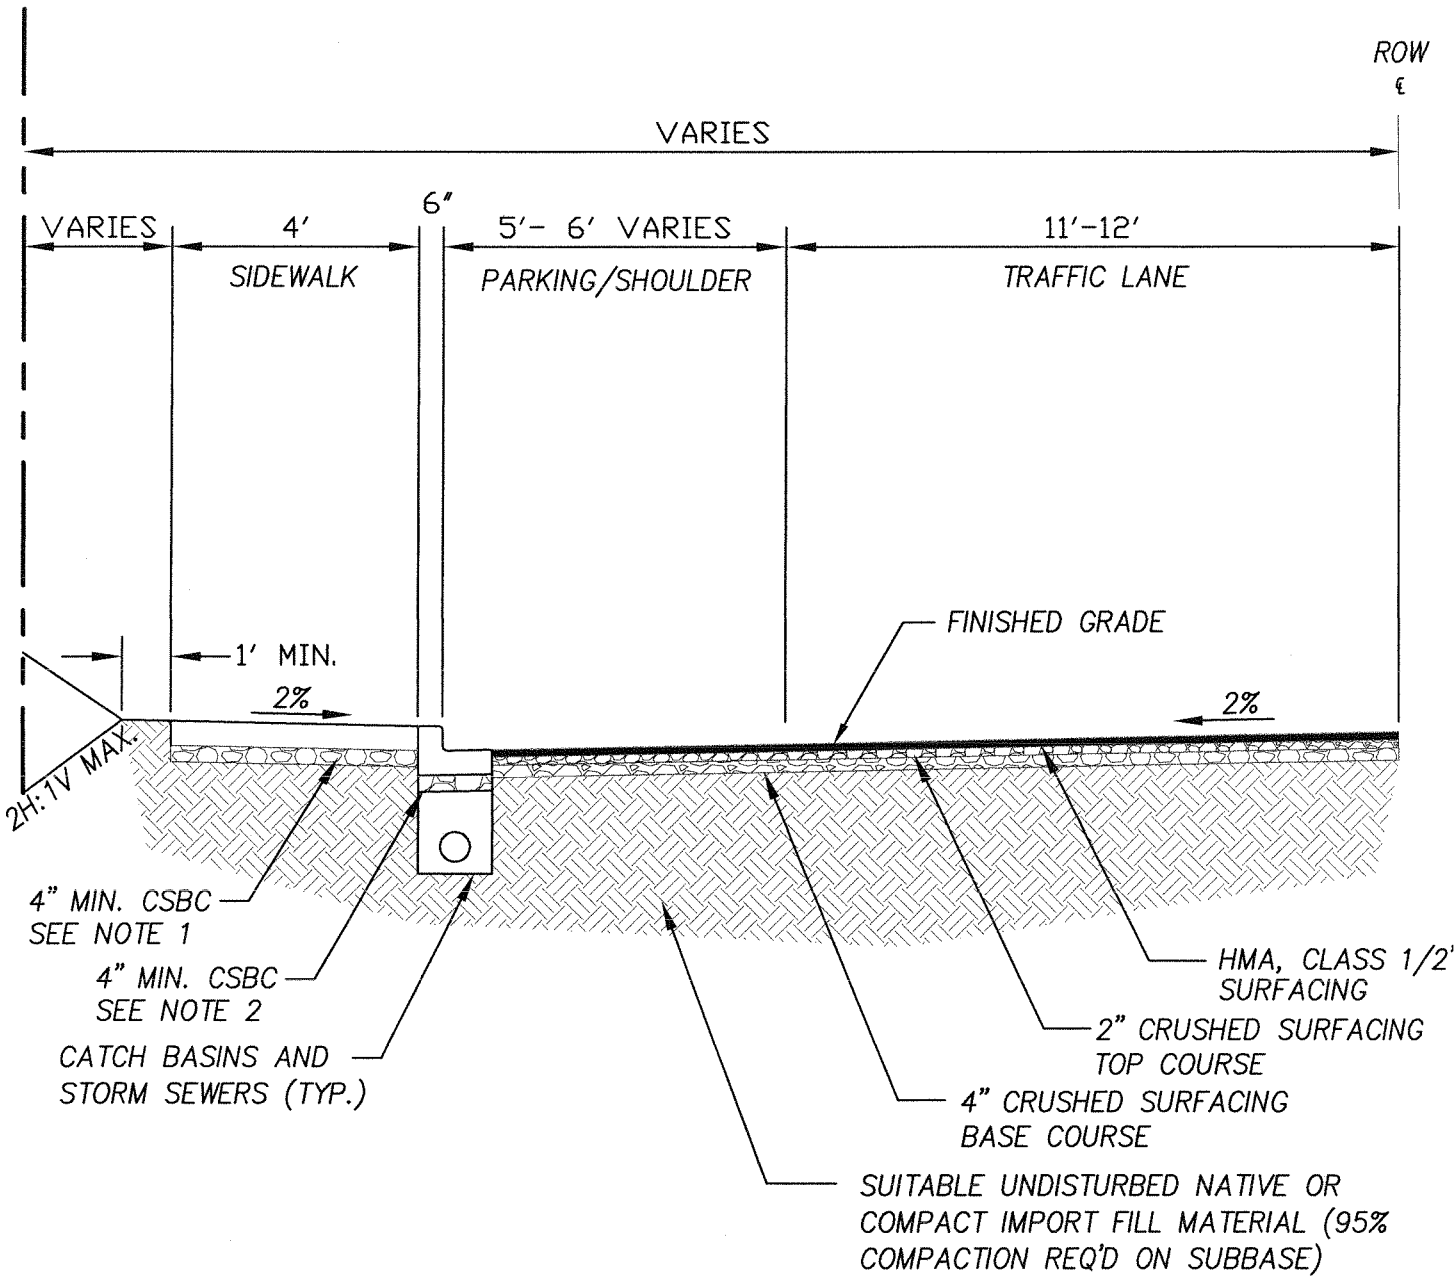 ROW
℄
VARIES
VARIES
4'
6"
5'- 6' VARIES
11'-12'
SIDEWALK
PARKING/SHOULDER
TRAFFIC LANE
FINISHED GRADE
1' MIN.
2%
2%
2H:1V MAX.
4" MIN. CSBC
SEE NOTE 1
4" MIN. CSBC
SEE NOTE 2
CATCH BASINS AND
STORM SEWERS (TYP.)
HMA, CLASS 1/2'
SURFACING
2" CRUSHED SURFACING
TOP COURSE
4" CRUSHED SURFACING
BASE COURSE
SUITABLE UNDISTURBED NATIVE OR
COMPACT IMPORT FILL MATERIAL (95%
COMPACTION REQ'D ON SUBBASE)